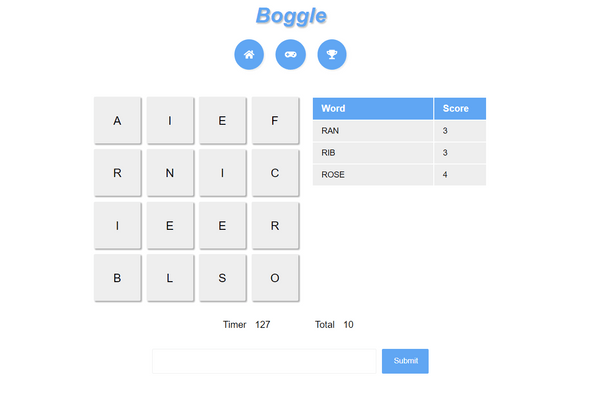 Boggle
A I E F
R N I C
I E E R
B L S O
Word Score
RAN 3
RIB 3
ROSE 4
Timer 127 Total 10
Submit